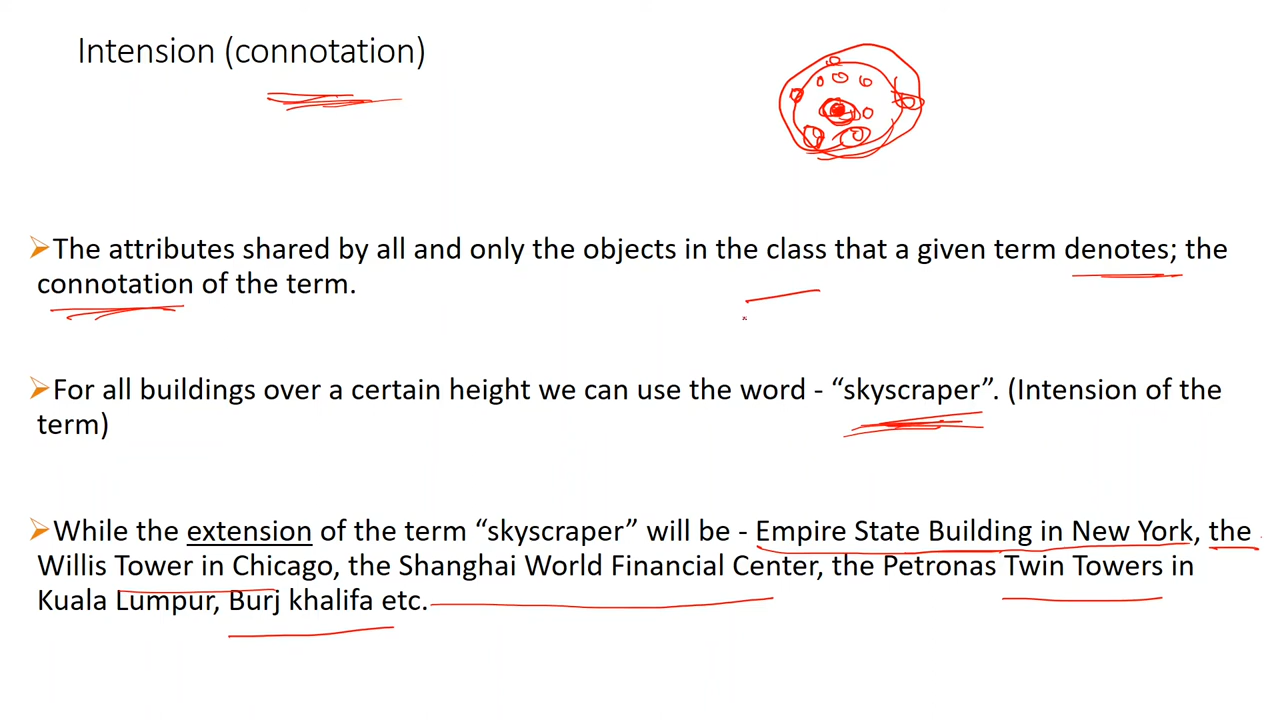 Intension (connotation)
The attributes shared by all and only the objects in the class that a given term denotes; the
connotation of the term.
For all buildings over a certain height we can use the word - “skyscraper”. (Intension of the
term)
While the extension of the term “skyscraper” will be - Empire State Building in New York, the
Willis Tower in Chicago, the Shanghai World Financial Center, the Petronas Twin Towers in
Kuala Lumpur, Burj khalifa etc.